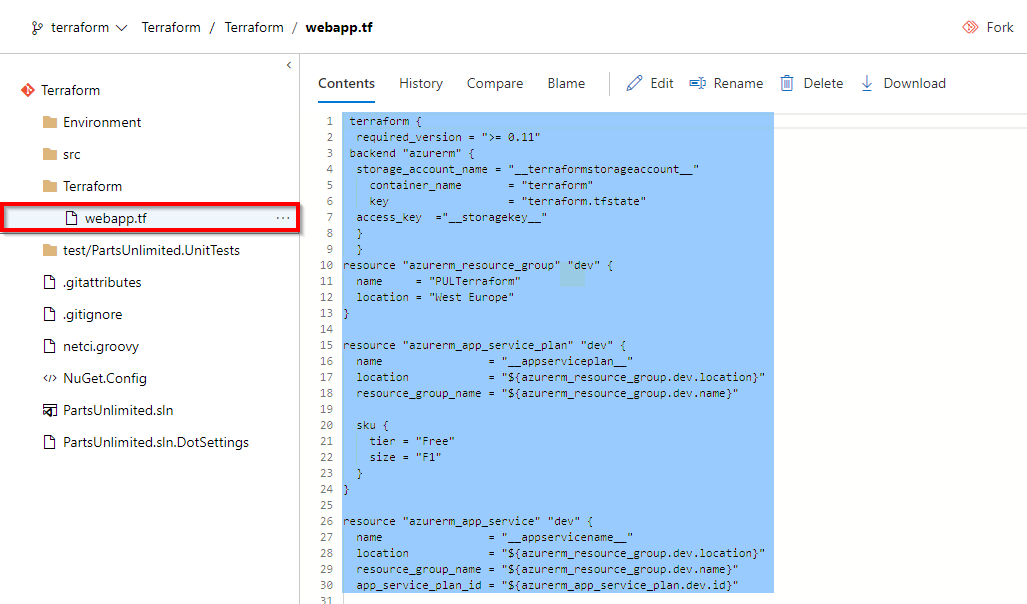 terraform Terraform / Terraform / webapp.tf Fork
Terraform
Environment
src
Terraform
webapp.tf ...
test/PartsUnlimited.UnitTests
.gitattributes
.gitignore
netci.groovy
NuGet.Config
PartsUnlimited.sln
PartsUnlimited.sln.DotSettings
Contents History Compare Blame Edit Rename Delete Download
1 terraform {
2 required_version = ">= 0.11"
3 backend "azurerm" {
4 storage_account_name = "__terraformstorageaccount__"
5 container_name = "terraform"
6 key = "terraform.tfstate"
7 access_key ="__storagekey__"
8 }
9 }
10 resource "azurerm_resource_group" "dev" {
11 name = "PULTerraform"
12 location = "West Europe"
13 }
14
15 resource "azurerm_app_service_plan" "dev" {
16 name = "__appserviceplan__"
17 location = "${azurerm_resource_group.dev.location}"
18 resource_group_name = "${azurerm_resource_group.dev.name}"
19
20 sku {
21 tier = "Free"
22 size = "F1"
23 }
24 }
25
26 resource "azurerm_app_service" "dev" {
27 name = "__appservicename__"
28 location = "${azurerm_resource_group.dev.location}"
29 resource_group_name = "${azurerm_resource_group.dev.name}"
30 app_service_plan_id = "${azurerm_app_service_plan.dev.id}"
31